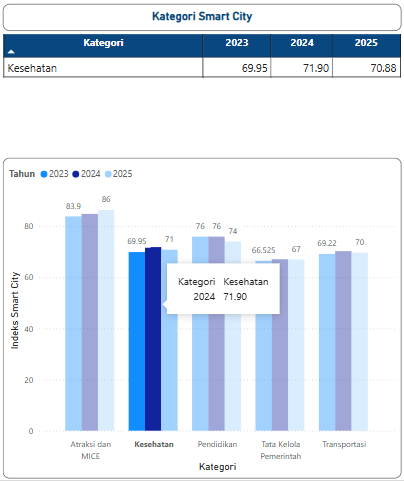 Kategori Smart City
Kategori 2023 2024 2025
Kesehatan 69.95 71.90 70.88
Tahun 2023 2024 2025
83.9 86
69.95 71
76 76 74
66.525 67
69.22 70
80
60
40
20
0
Indeks Smart City
Kategori Kesehatan
2024 71.90
Atraksi dan MICE
Kesehatan
Pendidikan
Tata Kelola Pemerintah
Transportasi
Kategori